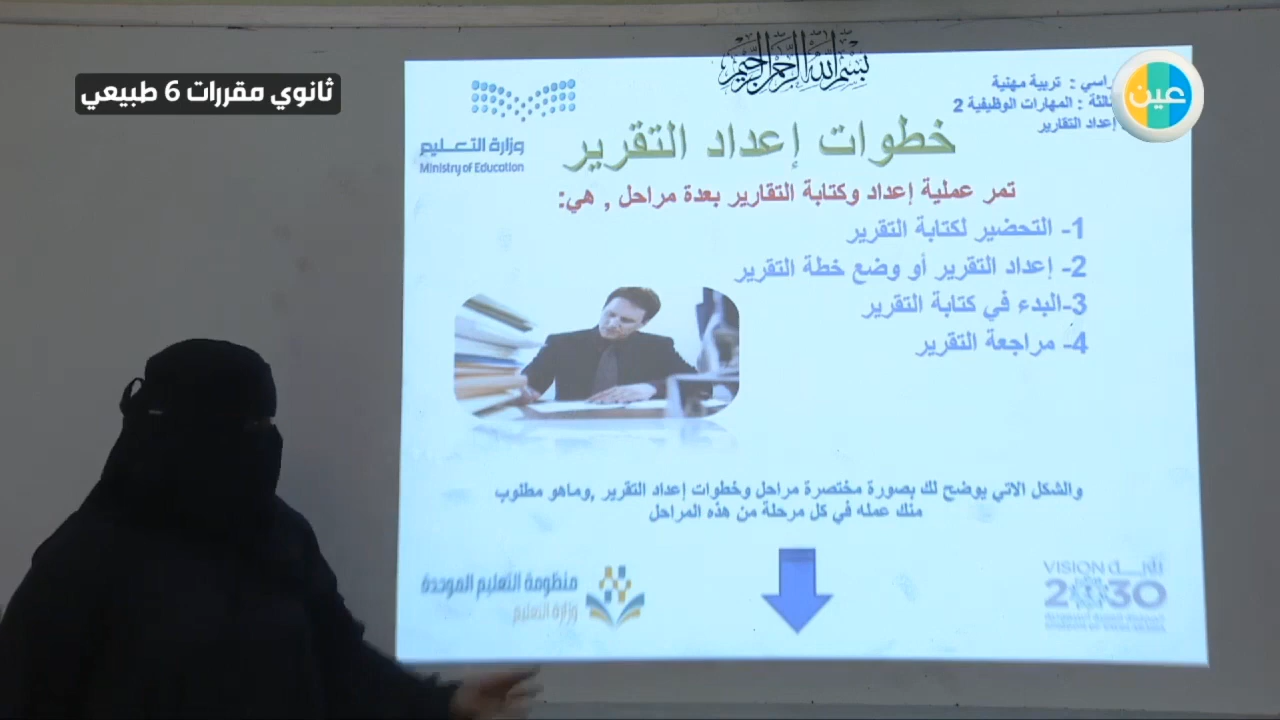 ثانوي مقررات 6 طبيعي
بسم الله الرحمن الرحيم
عين
تربية مهنية
المهارات الوظيفية 2
إعداد التقارير
وزارة التعـليم
Ministry of Education
خطوات إعداد التقرير
تمر عملية إعداد وكتابة التقارير بعدة مراحل , هي:
1- التحضير لكتابة التقرير
2- إعداد التقرير أو وضع خطة التقرير
3-البدء في كتابة التقرير
4- مراجعة التقرير
والشكل الاتي يوضح لك بصورة مختصرة مراحل وخطوات إعداد التقرير ,وماهو مطلوب
منك عمله في كل مرحلة من هذه المراحل
منظومة التعليم الموحدة
وزارة التعليم
VISION رؤيـــة
2030